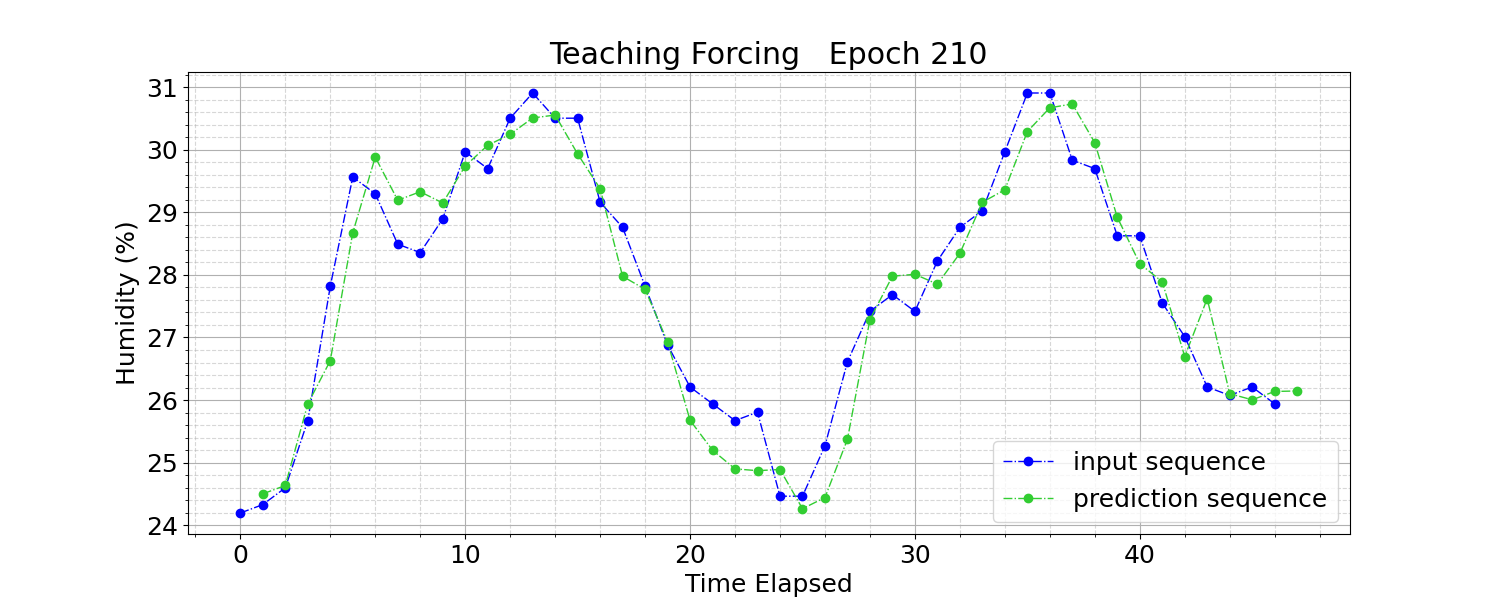 Teaching Forcing   Epoch 210
Humidity (%)
31
30
29
28
27
26
25
24
input sequence
prediction sequence
0 10 20 30 40
Time Elapsed